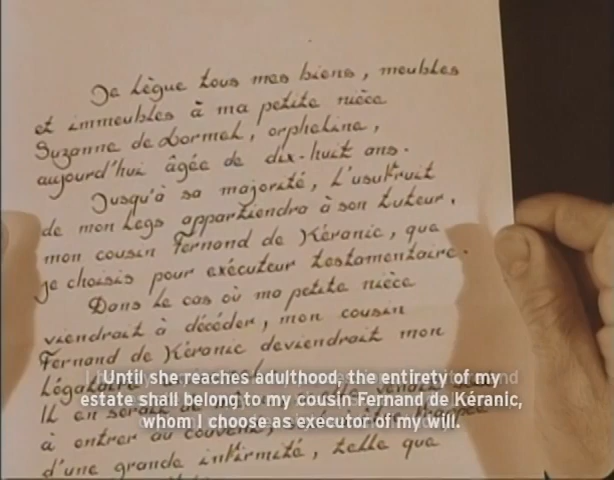 Je lègue tous mes biens, meubles
et immeubles à ma petite nièce
Suzanne de Lormel, orpheline,
aujourd'hui âgée de dix-huit ans.
Jusqu'à sa majorité, l'usufruit
de mon legs appartiendra à son tuteur,
mon cousin Fernand de Kéranic, que
je choisis pour exécuteur testamentaire.
Dans le cas où ma petite nièce
viendrait à décéder, mon cousin
Fernand de Kéranic deviendrait mon
légataire
Il en serait de
à entrer au couvent,
d'une grande infirmité, telle que
Until she reaches adulthood, the entirety of my
estate shall belong to my cousin Fernand de Kéranic,
whom I choose as executor of my will.